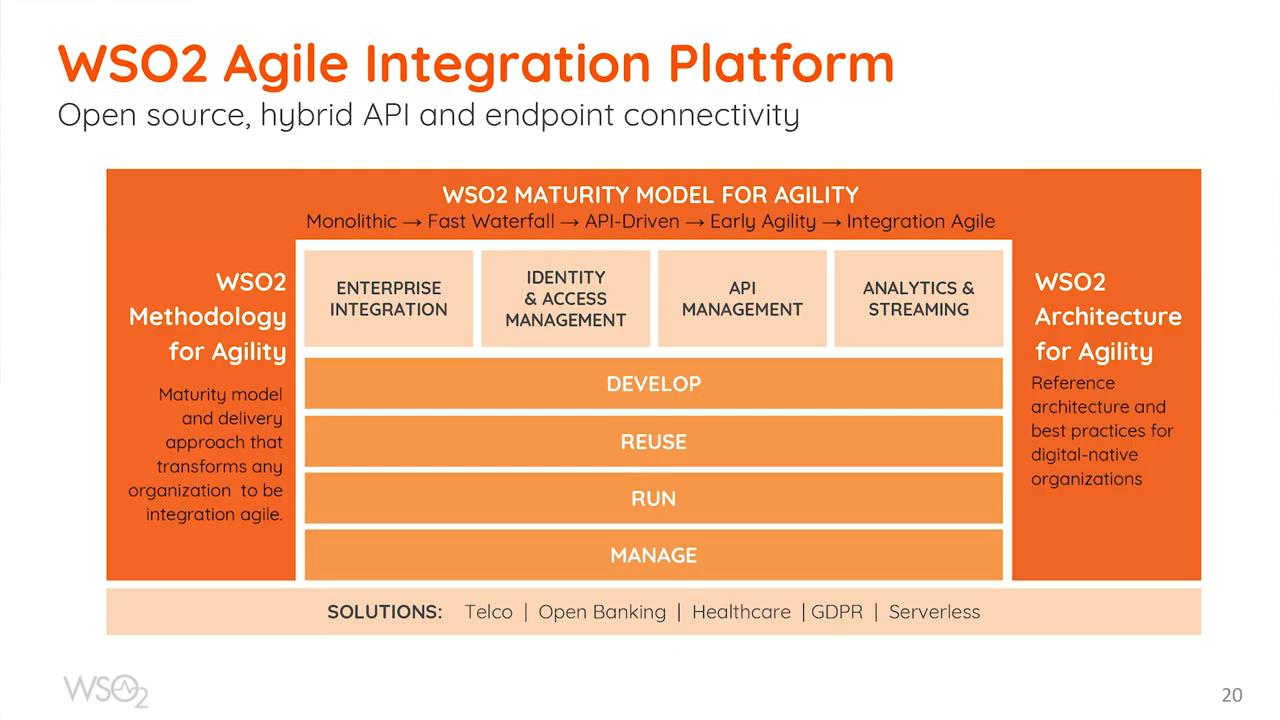 WSO2 Agile Integration Platform
Open source, hybrid API and endpoint connectivity
WSO2 MATURITY MODEL FOR AGILITY
Monolithic → Fast Waterfall → API-Driven → Early Agility → Integration Agile
WSO2
Methodology
for Agility
Maturity model
and delivery
approach that
transforms any
organization to be
integration agile.
ENTERPRISE
INTEGRATION
IDENTITY
& ACCESS
MANAGEMENT
API
MANAGEMENT
ANALYTICS &
STREAMING
DEVELOP
REUSE
RUN
MANAGE
WSO2
Architecture
for Agility
Reference
architecture and
best practices for
digital-native
organizations
SOLUTIONS: Telco | Open Banking | Healthcare | GDPR | Serverless
WSO2
20